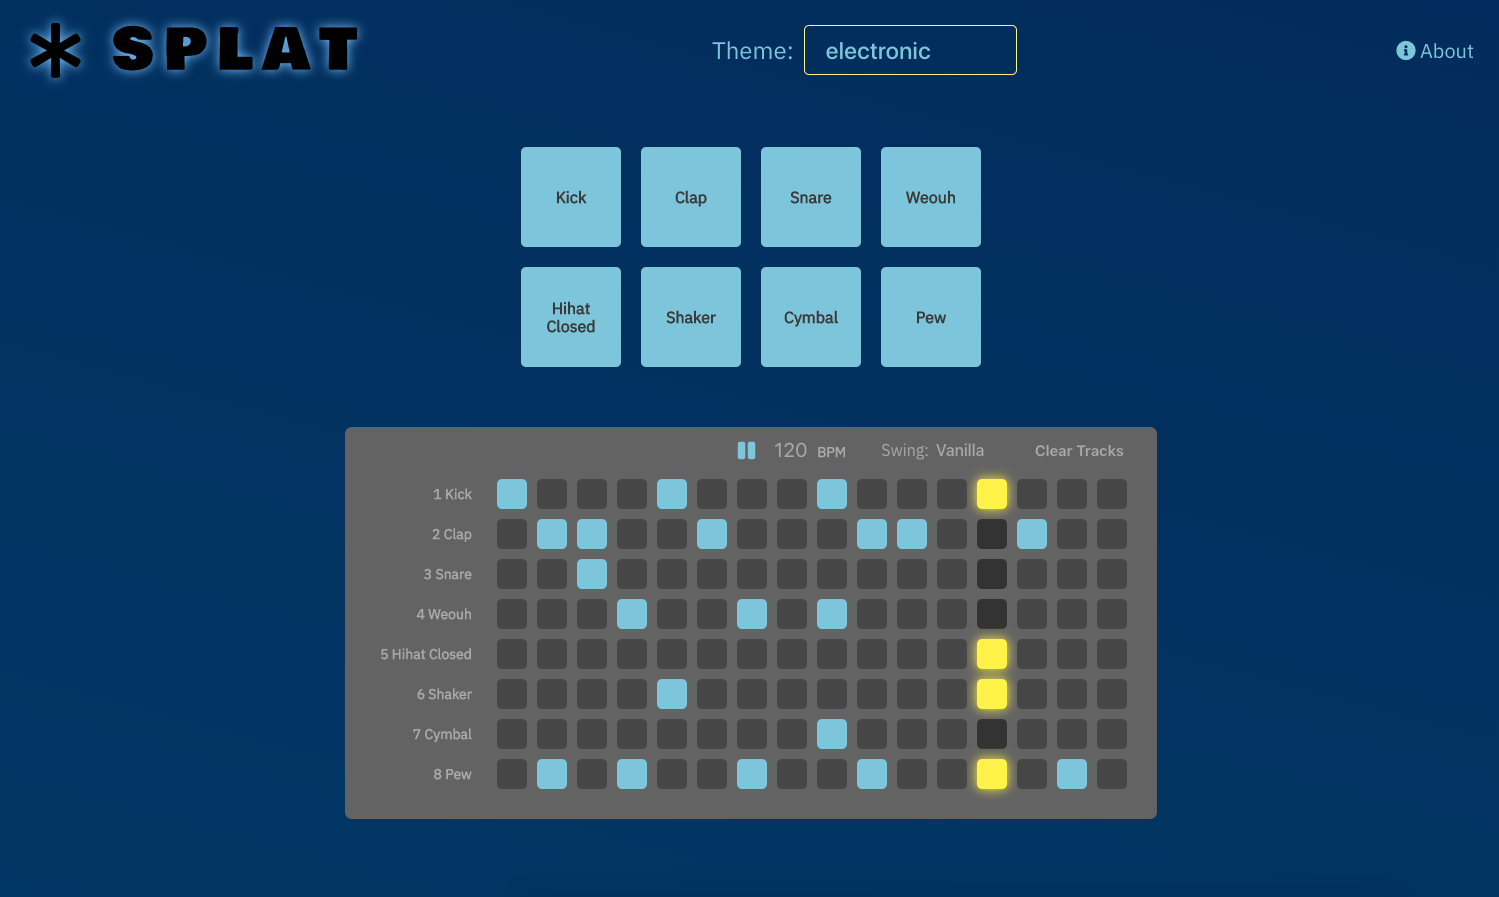 SPLAT
Theme: electronic
About
Kick
Clap
Snare
Weouh
Hihat
Closed
Shaker
Cymbal
Pew
120 BPM
Swing: Vanilla
Clear Tracks
1 Kick
2 Clap
3 Snare
4 Weouh
5 Hihat Closed
6 Shaker
7 Cymbal
8 Pew